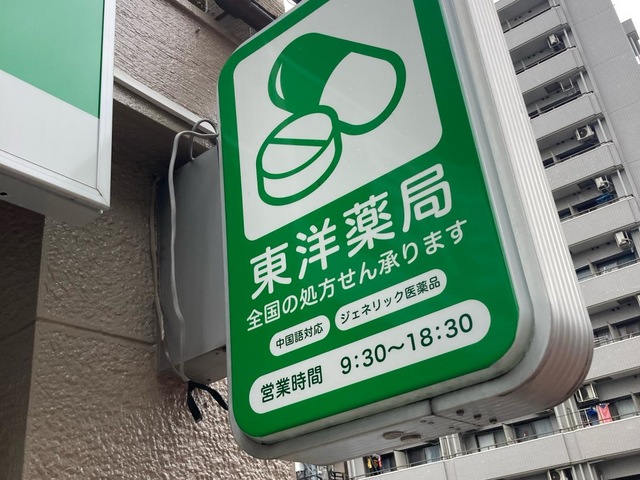 東洋薬局
全国の処方せん承ります
中国語対応 ジェネリック医薬品
営業時間 9:30～18:30